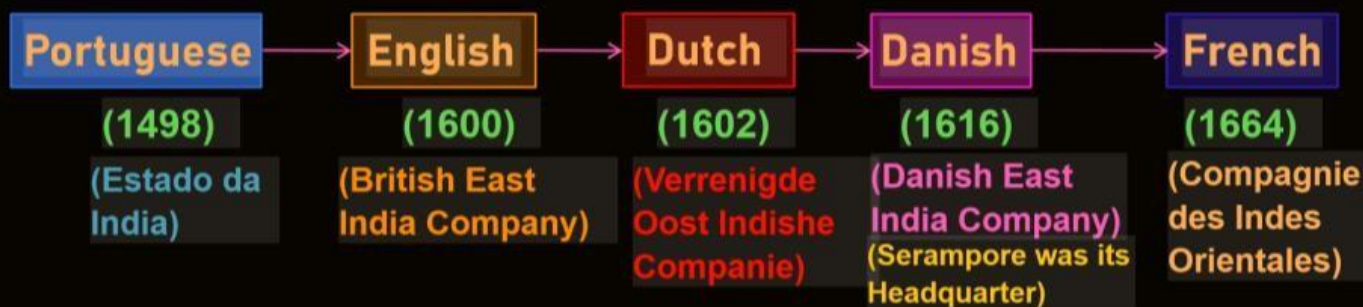 Portuguese
English
Dutch
Danish
French
(1498)
(1600)
(1602)
(1616)
(1664)
(Estado da
India)
(British East
India Company)
(Verrenigde
Oost Indishe
Companie)
(Danish East
India Company)
(Serampore was its
Headquarter)
(Compagnie
des Indes
Orientales)